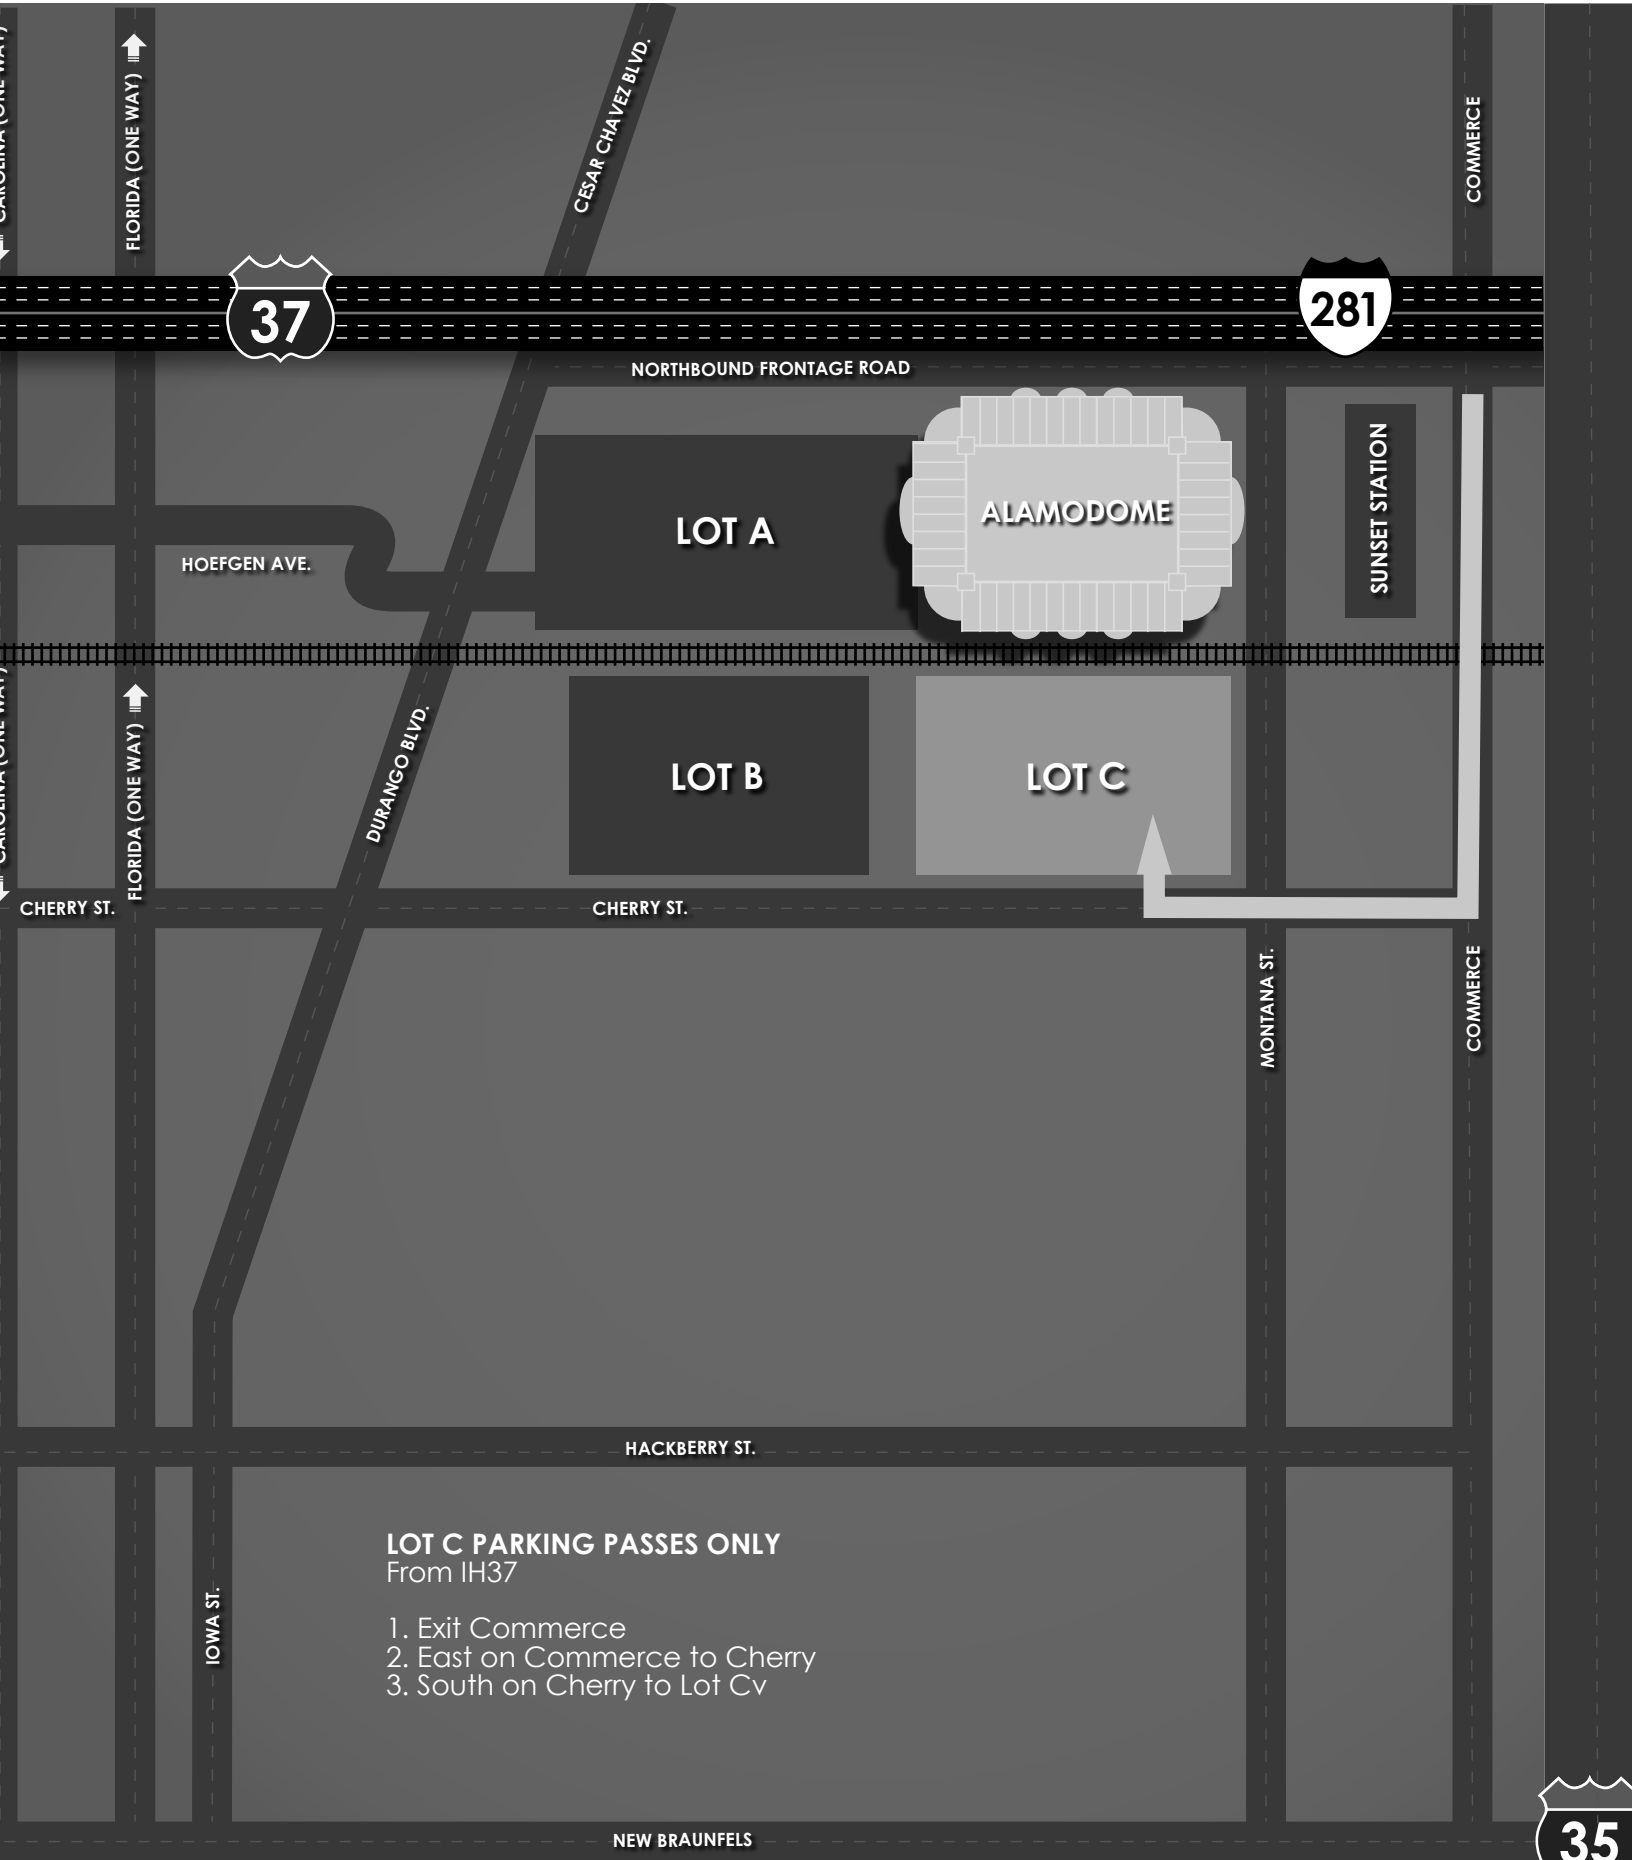 CAROLINA (ONE WAY)
FLORIDA (ONE WAY)
CESAR CHAVEZ BLVD.
COMMERCE
37
281
NORTHBOUND FRONTAGE ROAD
ALAMODOME
LOT A
SUNSET STATION
HOEFGEN AVE.
CAROLINA (ONE WAY)
FLORIDA (ONE WAY)
DURANGO BLVD.
LOT B
LOT C
CHERRY ST.
CHERRY ST.
MONTANA ST.
COMMERCE
HACKBERRY ST.
LOT C PARKING PASSES ONLY
From IH37
1. Exit Commerce
2. East on Commerce to Cherry
3. South on Cherry to Lot Cv
IOWA ST.
NEW BRAUNFELS
35